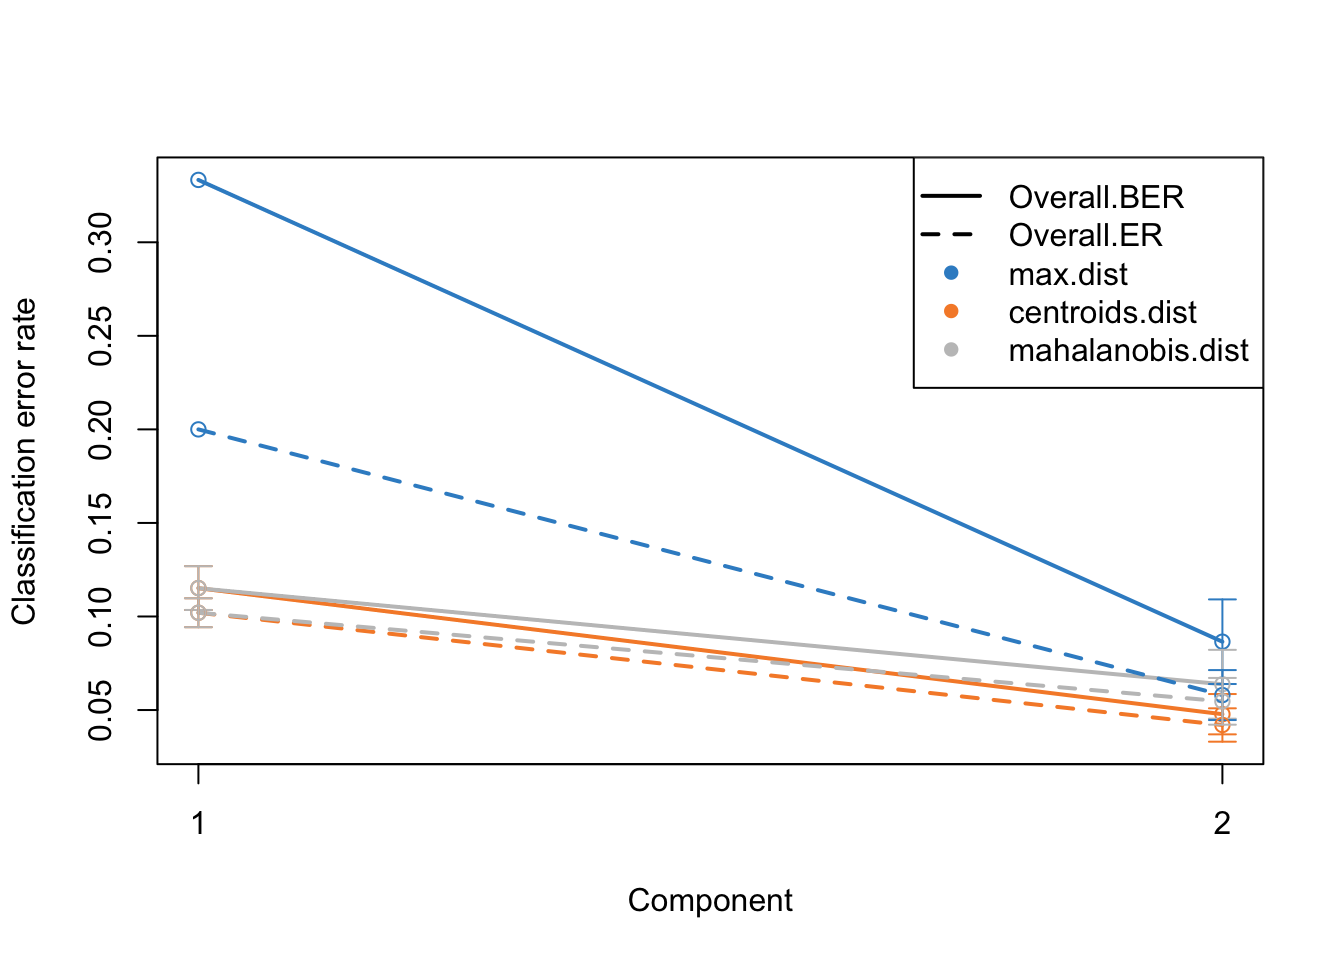 Overall.BER
Overall.ER
max.dist
centroids.dist
mahalanobis.dist
Classification error rate
0.30
0.25
0.20
0.15
0.10
0.05
1 2
Component